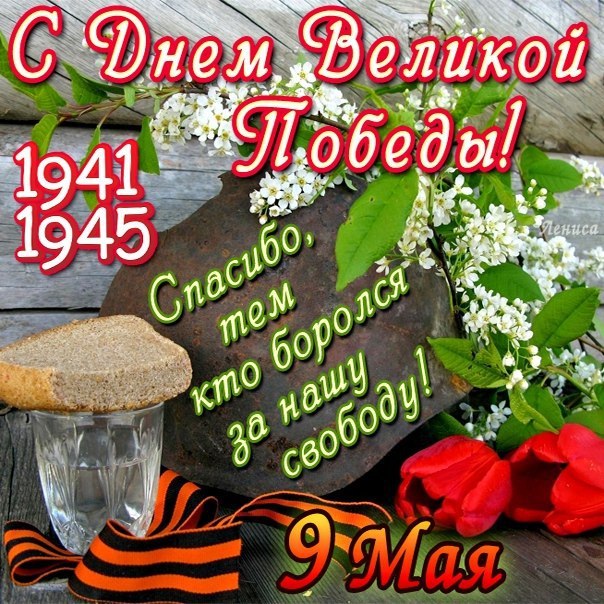 С Днем Великой
Победы!
1941
1945
Лениса
Спасибо,
тем
кто боролся
за нашу
свободу!
9 Мая